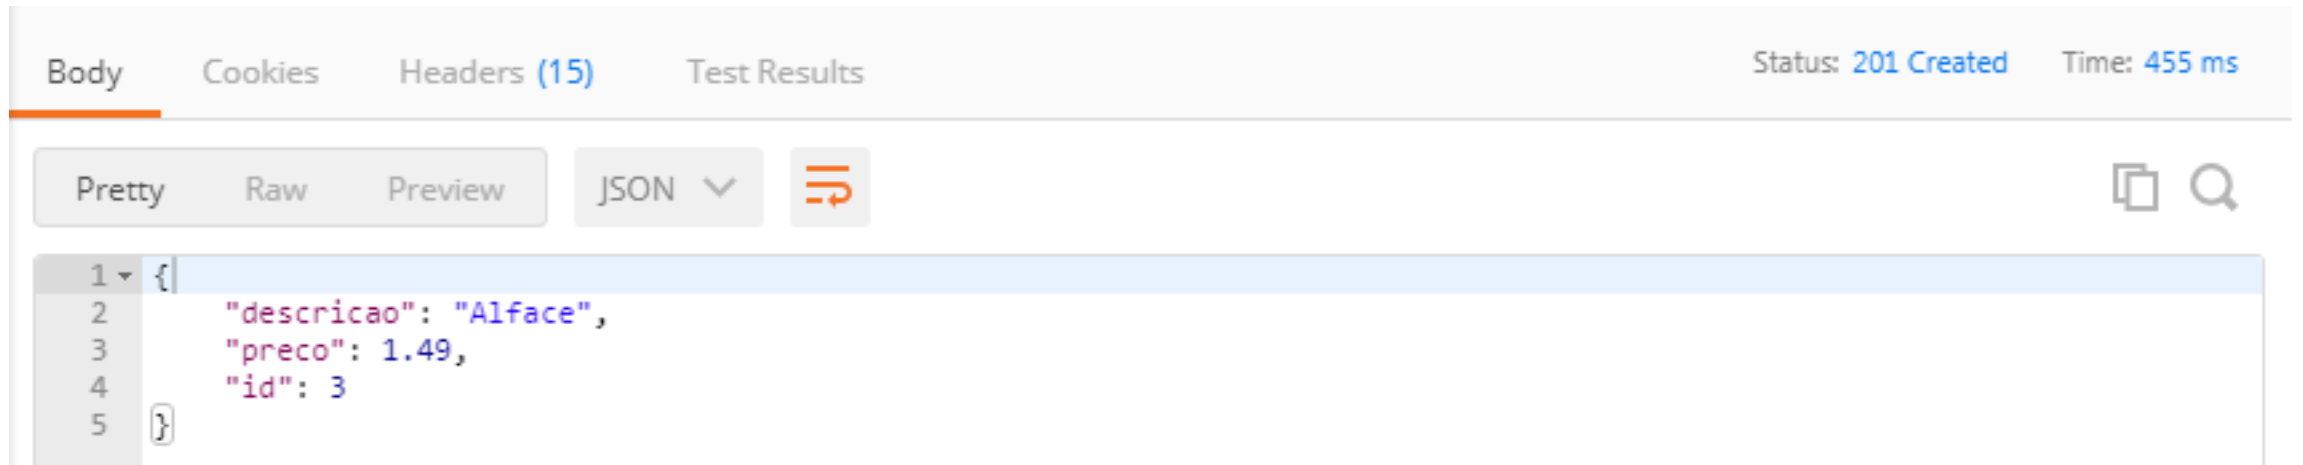 Body Cookies Headers (15) Test Results Status: 201 Created Time: 455 ms
Pretty Raw Preview JSON
1 {
2 "descricao": "Alface",
3 "preco": 1.49,
4 "id": 3
5 }